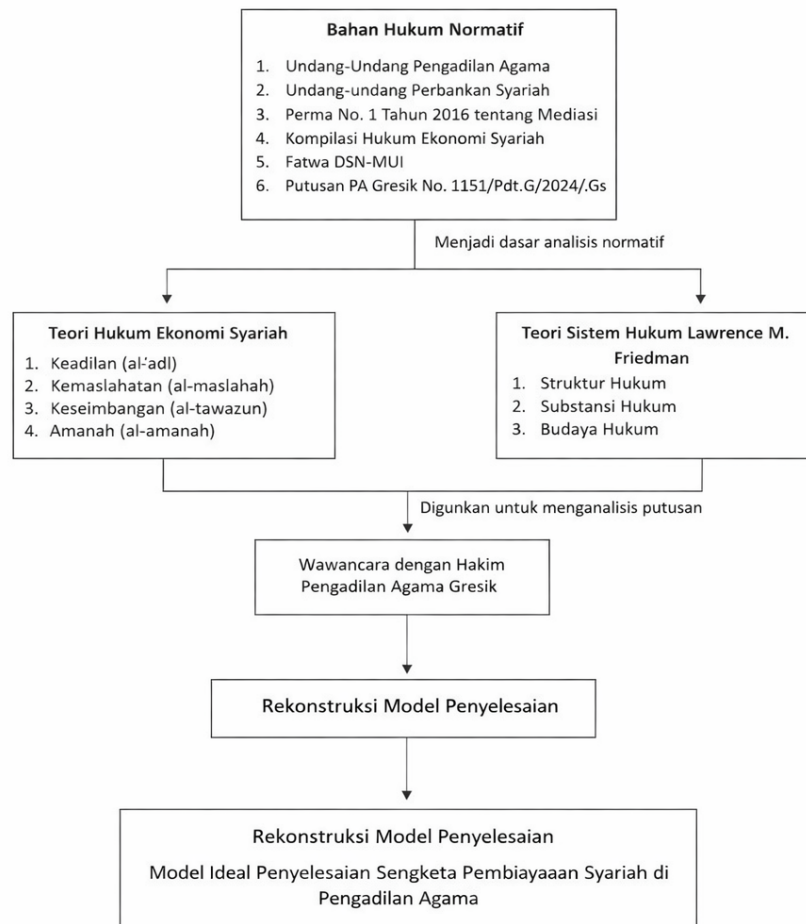 Bahan Hukum Normatif
1. Undang-Undang Pengadilan Agama
2. Undang-undang Perbankan Syariah
3. Perma No. 1 Tahun 2016 tentang Mediasi
4. Kompilasi Hukum Ekonomi Syariah
5. Fatwa DSN-MUI
6. Putusan PA Gresik No. 1151/Pdt.G/2024/.Gs
Menjadi dasar analisis normatif
Teori Hukum Ekonomi Syariah
1. Keadilan (al-'adl)
2. Kemaslahatan (al-maslahah)
3. Keseimbangan (al-tawazun)
4. Amanah (al-amanah)
Teori Sistem Hukum Lawrence M.
Friedman
1. Struktur Hukum
2. Substansi Hukum
3. Budaya Hukum
Digunkan untuk menganalisis putusan
Wawancara dengan Hakim
Pengadilan Agama Gresik
Rekonstruksi Model Penyelesaian
Rekonstruksi Model Penyelesaian
Model Ideal Penyelesaian Sengketa Pembiayaaan Syariah di
Pengadilan Agama